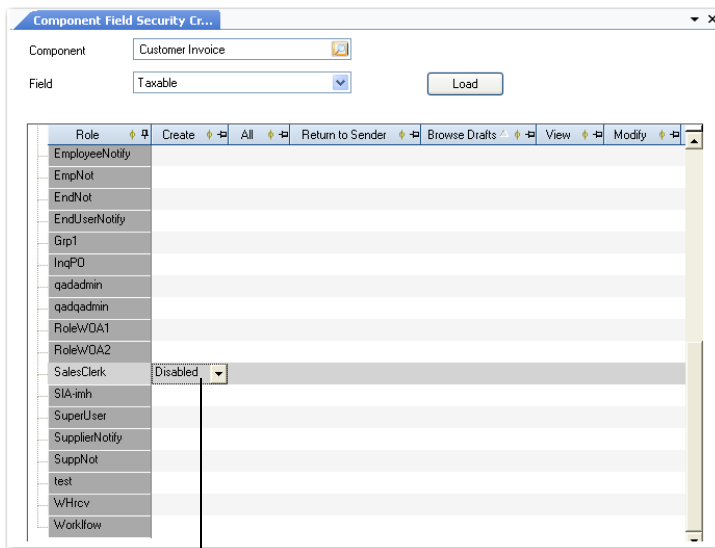 Component Field Security Cr...
Component Customer Invoice
Field Taxable Load
Role Create All Return to Sender Browse Drafts View Modify
EmployeeNotify
EmpNot
EndNot
EndUserNotify
Grp1
InqPO
qadadmin
qadqadmin
RoleWOA1
RoleWOA2
SalesClerk Disabled
SIA-imh
SuperUser
SupplierNotify
SuppNot
test
WHrcv
Worklfow